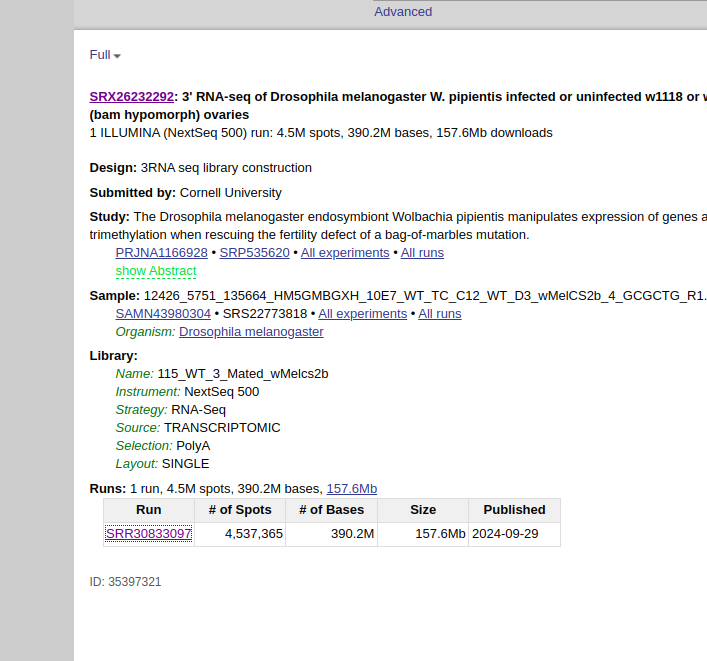 Advanced
Full
SRX26232292: 3' RNA-seq of Drosophila melanogaster W. pipientis infected or uninfected w1118 or
(bam hypomorph) ovaries
1 ILLUMINA (NextSeq 500) run: 4.5M spots, 390.2M bases, 157.6Mb downloads
Design: 3RNA seq library construction
Submitted by: Cornell University
Study: The Drosophila melanogaster endosymbiont Wolbachia pipientis manipulates expression of genes a
trimethylation when rescuing the fertility defect of a bag-of-marbles mutation.
PRJNA1166928 • SRP535620 • All experiments • All runs
show Abstract
Sample: 12426_5751_135664_HM5GMBGXH_10E7_WT_TC_C12_WT_D3_wMelCS2b_4_GCGCTG_R1.
SAMN43980304 • SRS22773818 • All experiments • All runs
Organism: Drosophila melanogaster
Library:
Name: 115_WT_3_Mated_wMelcs2b
Instrument: NextSeq 500
Strategy: RNA-Seq
Source: TRANSCRIPTOMIC
Selection: PolyA
Layout: SINGLE
Runs: 1 run, 4.5M spots, 390.2M bases, 157.6Mb
Run # of Spots # of Bases Size Published
SRR30833097 4,537,365 390.2M 157.6Mb 2024-09-29
ID: 35397321